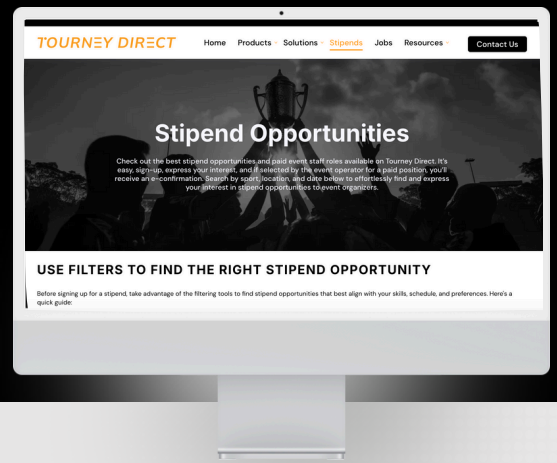 TOURNEY DIRECT
Home Products Solutions Stipends Jobs Resources Contact Us
Stipend Opportunities
Check out the best stipend opportunities and paid event staff roles available on Tourney Direct. It's
easy, sign-up, express your interest, and if selected by the event operator for a paid position, you'll
receive an e-confirmation. Search by sport, location, and date below to effortlessly find and express
your interest in stipend opportunities to event organizers.
USE FILTERS TO FIND THE RIGHT STIPEND OPPORTUNITY
Before signing up for a stipend, take advantage of the filtering tools to find stipend opportunities that best align with your skills, schedule, and preferences. Here's a
quick guide: